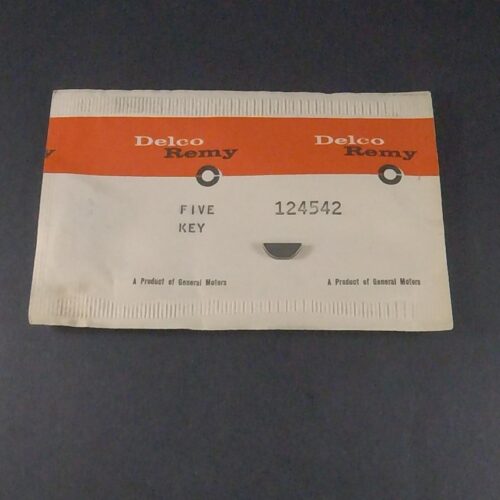 Delco Remy
Delco Remy
FIVE 124542
KEY
A Product of General Motors
A Product of General Motors